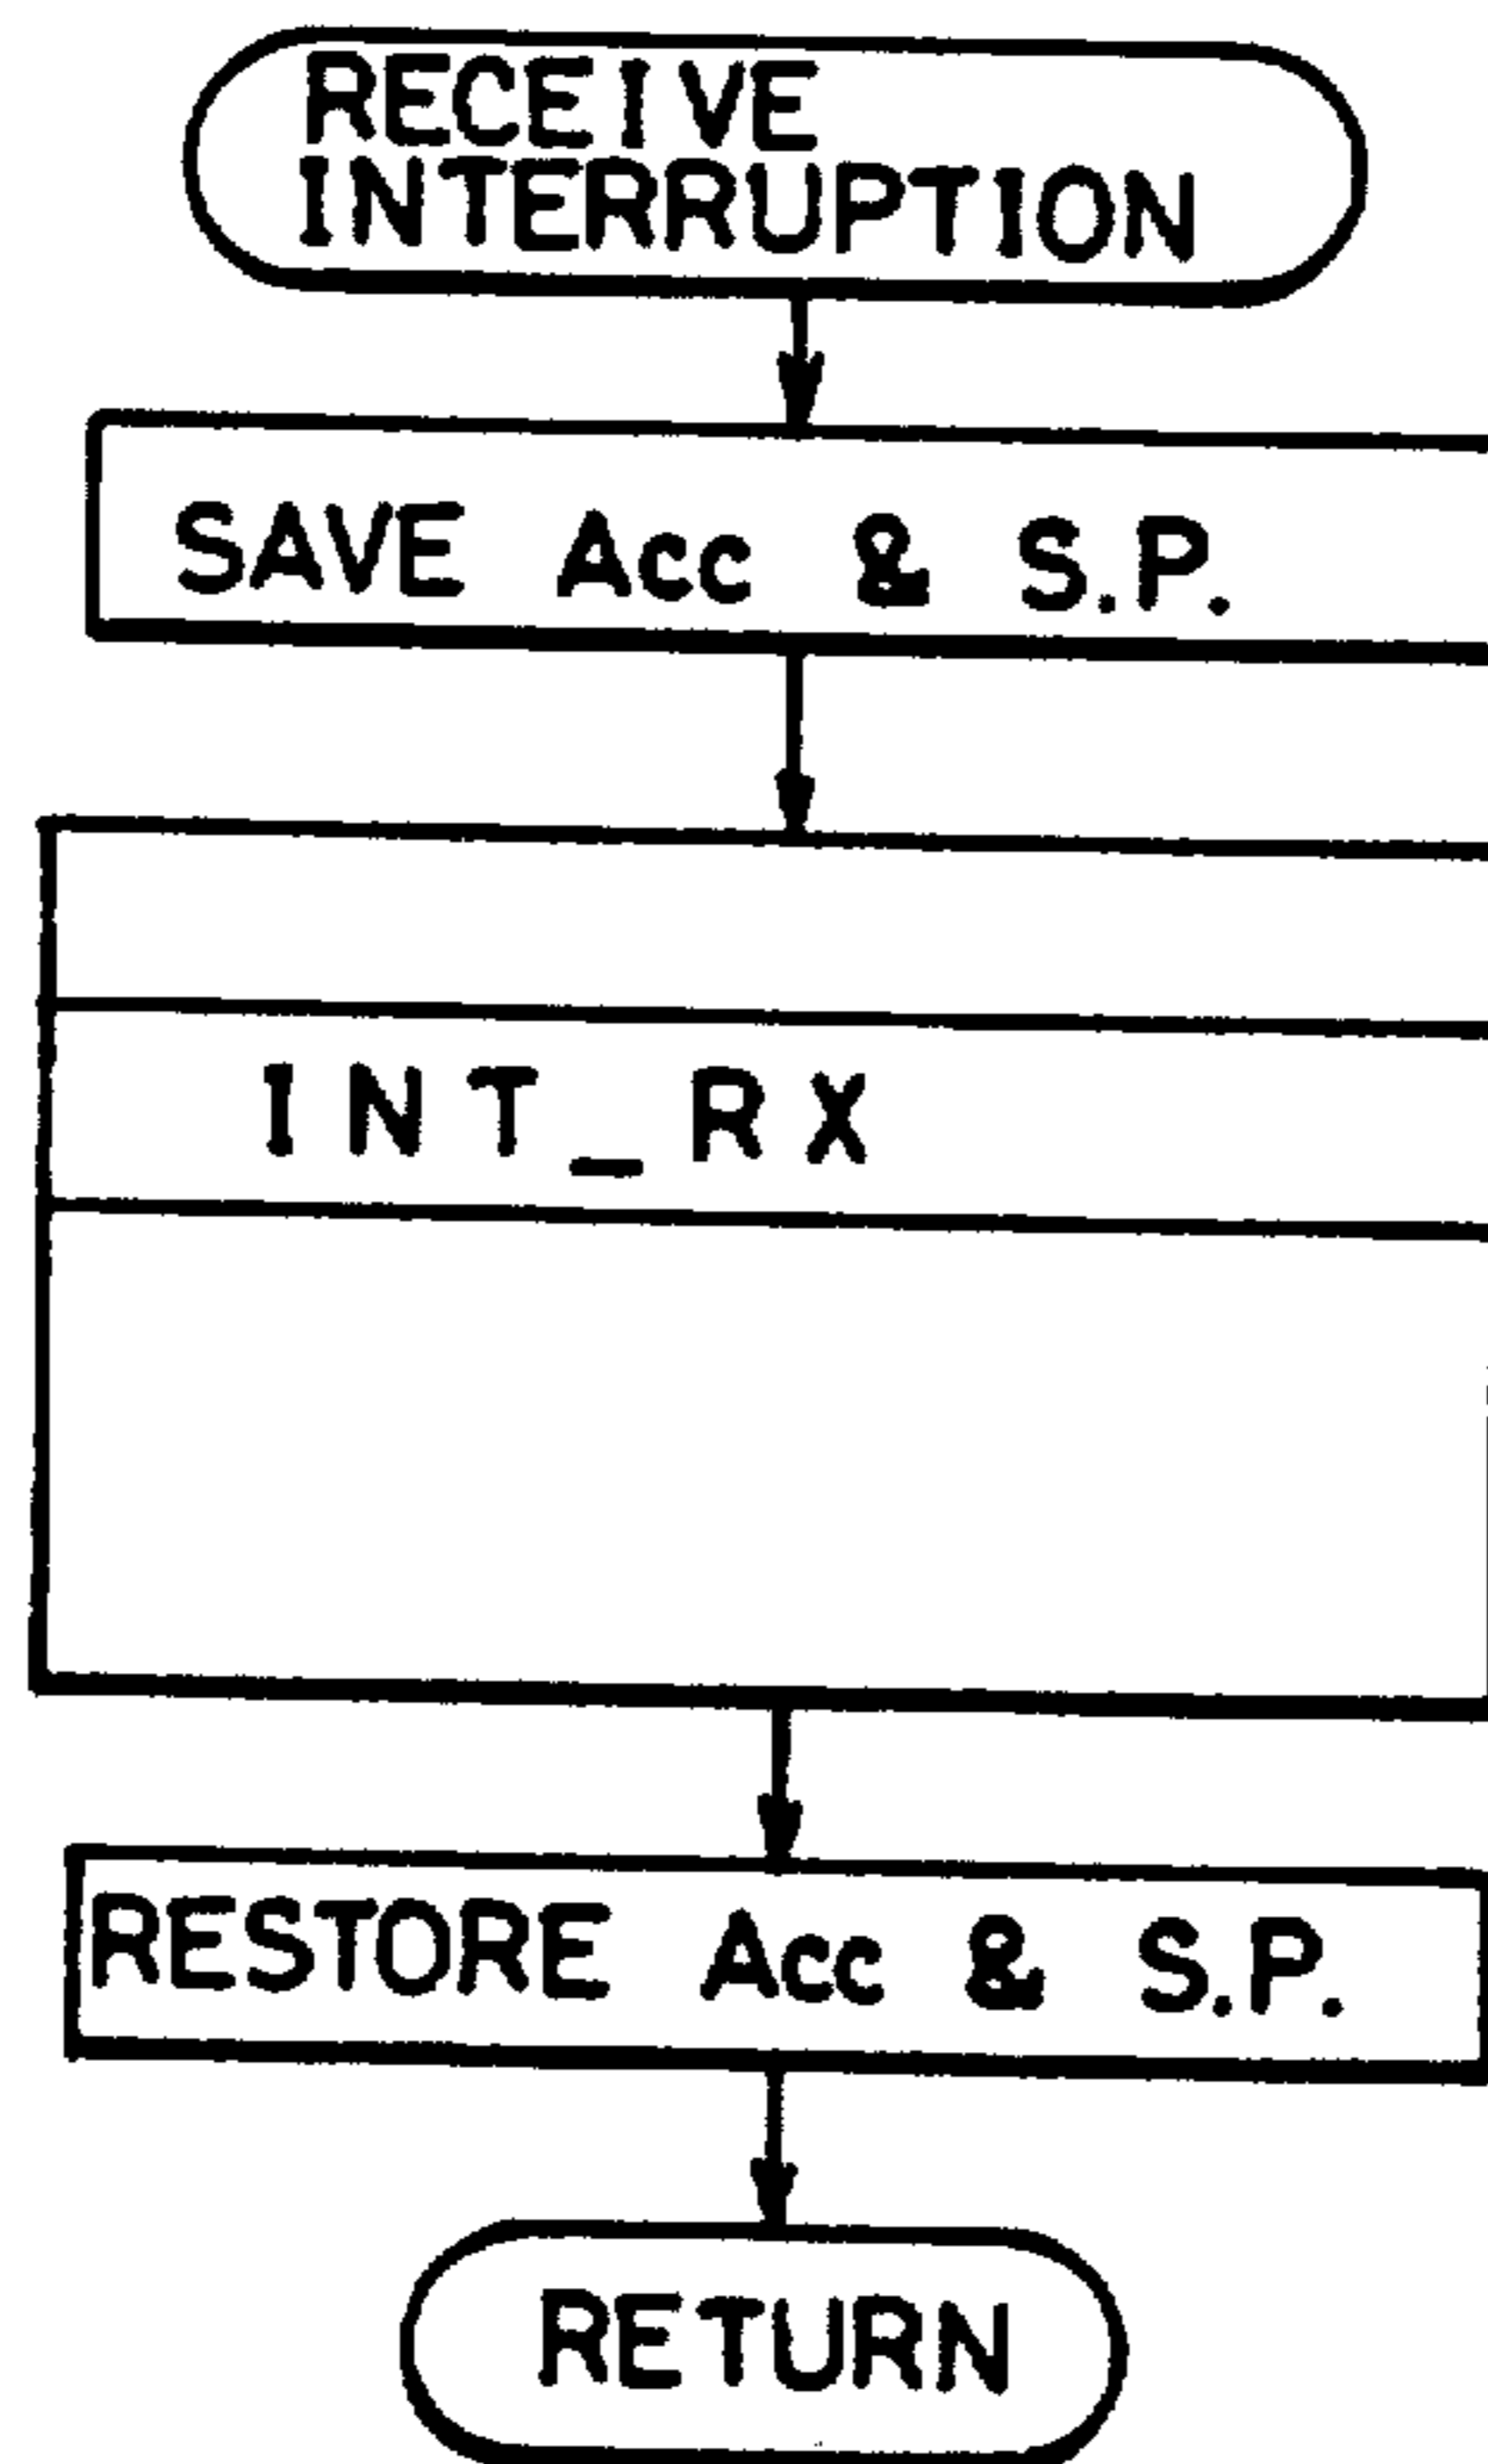 RECEIVE
INTERRUPTION
SAVE Acc & S.P.
INT_RX
RESTORE Acc & S.P.
RETURN